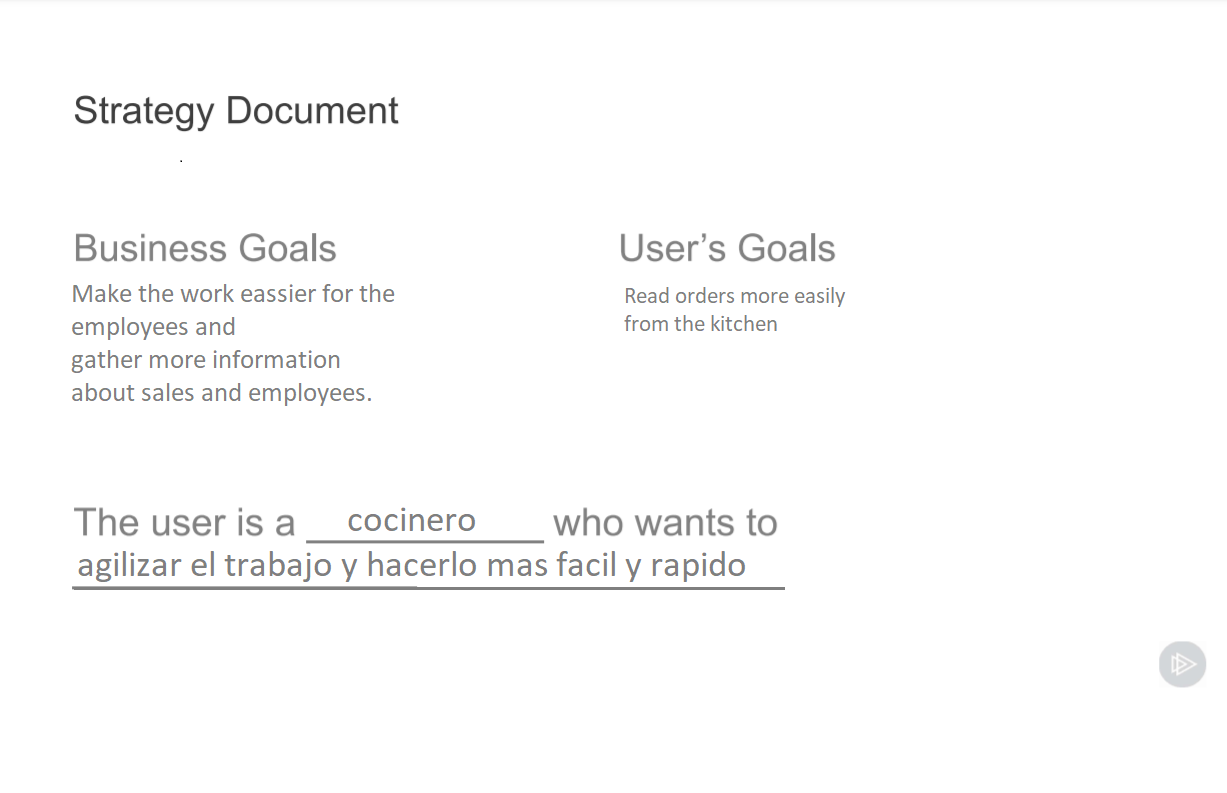 Strategy Document
.
Business Goals
Make the work eassier for the
employees and
gather more information
about sales and employees.
User’s Goals
Read orders more easily
from the kitchen
The user is a cocinero who wants to
agilizar el trabajo y hacerlo mas facil y rapido